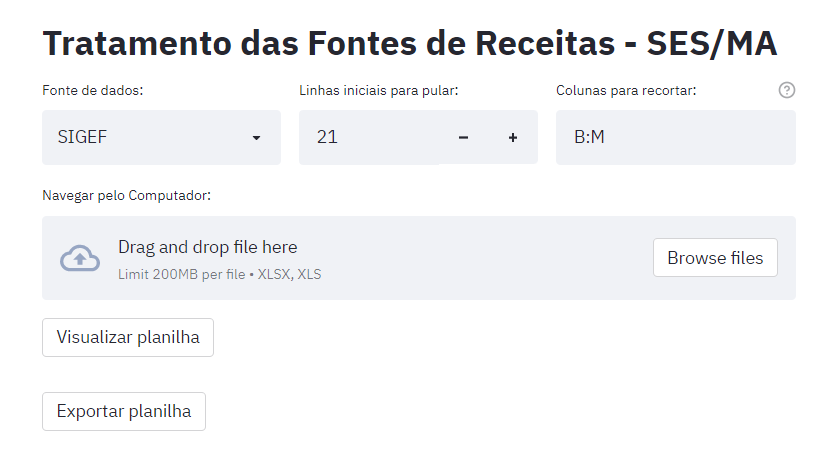 Tratamento das Fontes de Receitas - SES/MA
Fonte de dados: Linhas iniciais para pular: Colunas para recortar: ?
SIGEF 21 − + B:M
Navegar pelo Computador:
Drag and drop file here
Limit 200MB per file • XLSX, XLS
Browse files
Visualizar planilha
Exportar planilha